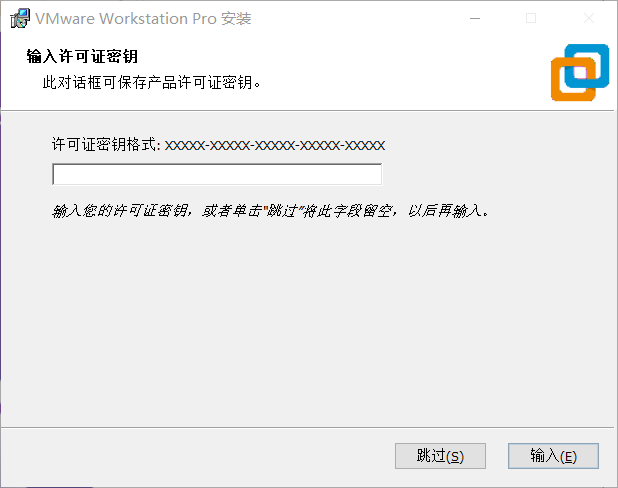 VMware Workstation Pro 安装
输入许可证密钥
此对话框可保存产品许可证密钥。
许可证密钥格式: XXXXX-XXXXX-XXXXX-XXXXX-XXXXX
输入您的许可证密钥，或者单击"跳过"将此字段留空，以后再输入。
跳过(S) 输入(E)